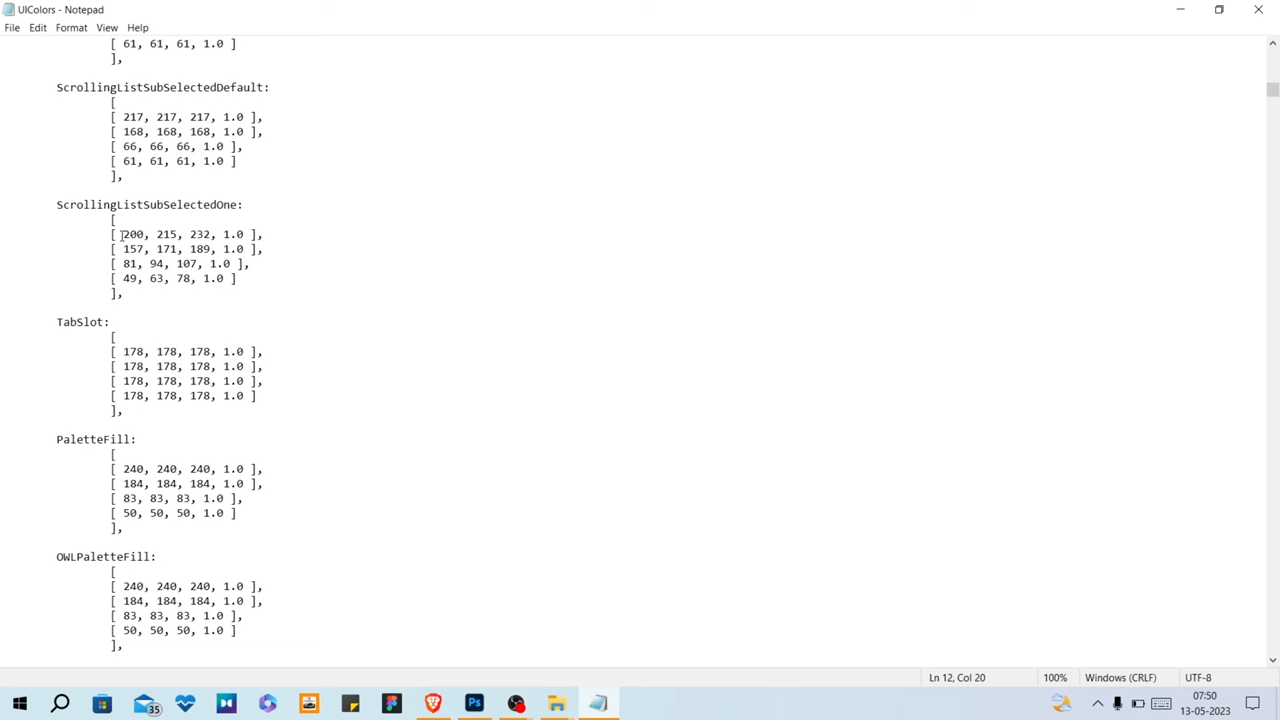 UIColors - Notepad
File Edit Format View Help
[ 61, 61, 61, 1.0 ]
],
ScrollingListSubSelectedDefault:
[
[ 217, 217, 217, 1.0 ],
[ 168, 168, 168, 1.0 ],
[ 66, 66, 66, 1.0 ],
[ 61, 61, 61, 1.0 ]
],
ScrollingListSubSelectedOne:
[
[ 200, 215, 232, 1.0 ],
[ 157, 171, 189, 1.0 ],
[ 81, 94, 107, 1.0 ],
[ 49, 63, 78, 1.0 ]
],
TabSlot:
[
[ 178, 178, 178, 1.0 ],
[ 178, 178, 178, 1.0 ],
[ 178, 178, 178, 1.0 ],
[ 178, 178, 178, 1.0 ]
],
PaletteFill:
[
[ 240, 240, 240, 1.0 ],
[ 184, 184, 184, 1.0 ],
[ 83, 83, 83, 1.0 ],
[ 50, 50, 50, 1.0 ]
],
OWLPaletteFill:
[
[ 240, 240, 240, 1.0 ],
[ 184, 184, 184, 1.0 ],
[ 83, 83, 83, 1.0 ],
[ 50, 50, 50, 1.0 ]
],
Ln 12, Col 20 100% Windows (CRLF) UTF-8
35 Ps 07:50
13-05-2023